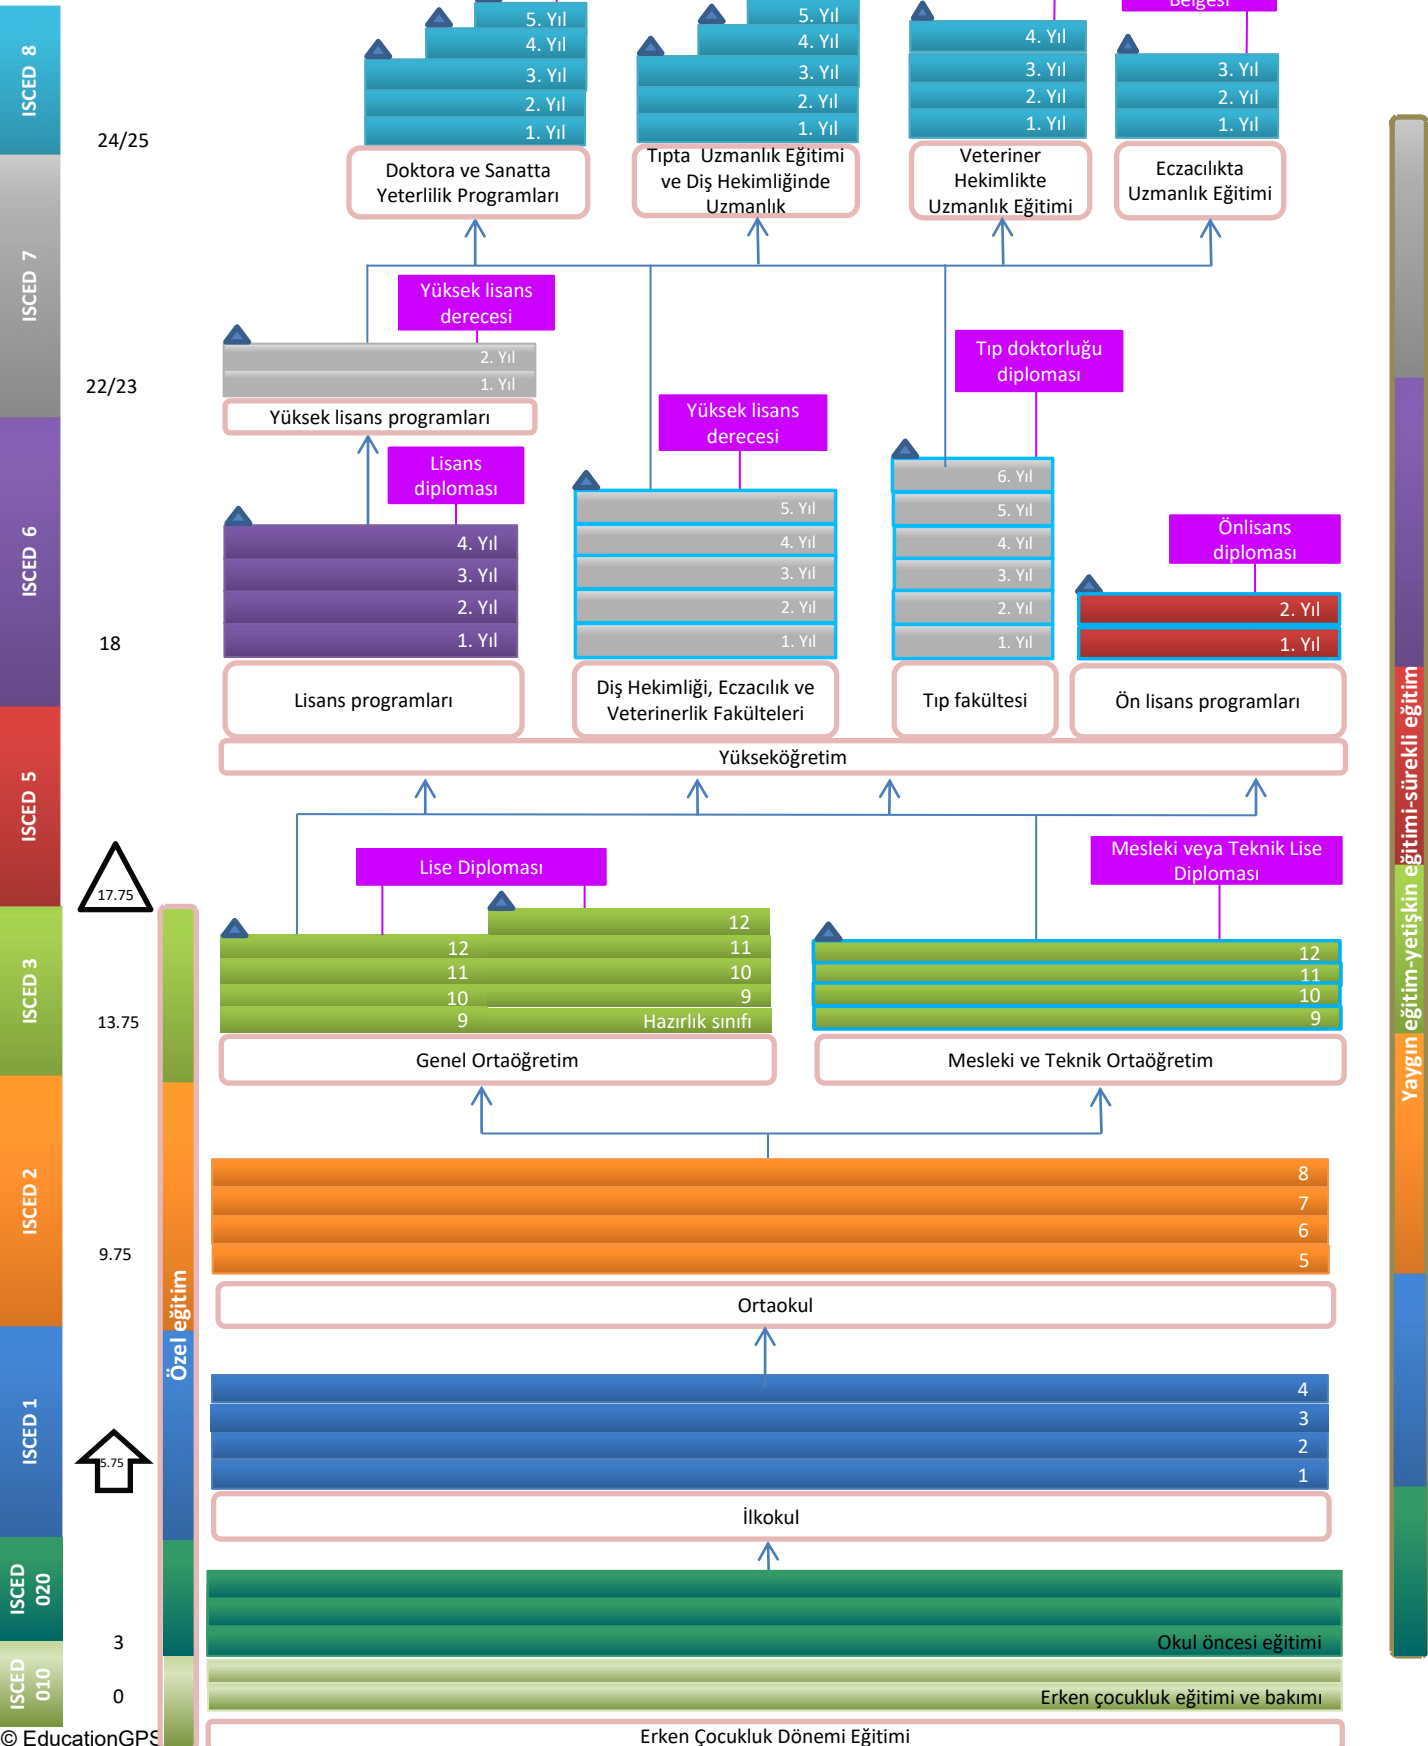 Belgesi
5. Yıl
4. Yıl
3. Yıl
2. Yıl
1. Yıl
5. Yıl
4. Yıl
3. Yıl
2. Yıl
1. Yıl
4. Yıl
3. Yıl
2. Yıl
1. Yıl
3. Yıl
2. Yıl
1. Yıl
ISCED 8
24/25
Doktora ve Sanatta
Yeterlilik Programları
Tıpta Uzmanlık Eğitimi
ve Diş Hekimliğinde
Uzmanlık
Veteriner
Hekimlikte
Uzmanlık Eğitimi
Eczacılıkta
Uzmanlık Eğitimi
ISCED 7
Yüksek lisans
derecesi
2. Yıl
1. Yıl
22/23
Yüksek lisans programları
Yüksek lisans
derecesi
Tıp doktorluğu
diploması
Lisans
diploması
Önlisans
diploması
ISCED 6
4. Yıl
3. Yıl
2. Yıl
1. Yıl
5. Yıl
4. Yıl
3. Yıl
2. Yıl
1. Yıl
6. Yıl
5. Yıl
4. Yıl
3. Yıl
2. Yıl
1. Yıl
2. Yıl
1. Yıl
18
Lisans programları
Diş Hekimliği, Eczacılık ve
Veterinerlik Fakülteleri
Tıp fakültesi
Ön lisans programları
Yükseköğretim
ISCED 5
Yaygın eğitim-yetişkin eğitimi-sürekli eğitim
17.75
Lise Diploması
Mesleki veya Teknik Lise
Diploması
ISCED 3
12
11
10
9
12
11
10
9
Hazırlık sınıfı
12
11
10
9
13.75
Genel Ortaöğretim
Mesleki ve Teknik Ortaöğretim
ISCED 2
8
7
6
5
9.75
Ortaokul
Özel eğitim
ISCED 1
4
3
2
1
5.75
İlkokul
ISCED
020
3
Okul öncesi eğitimi
ISCED
010
0
Erken çocukluk eğitimi ve bakımı
Erken Çocukluk Dönemi Eğitimi
© EducationGPS